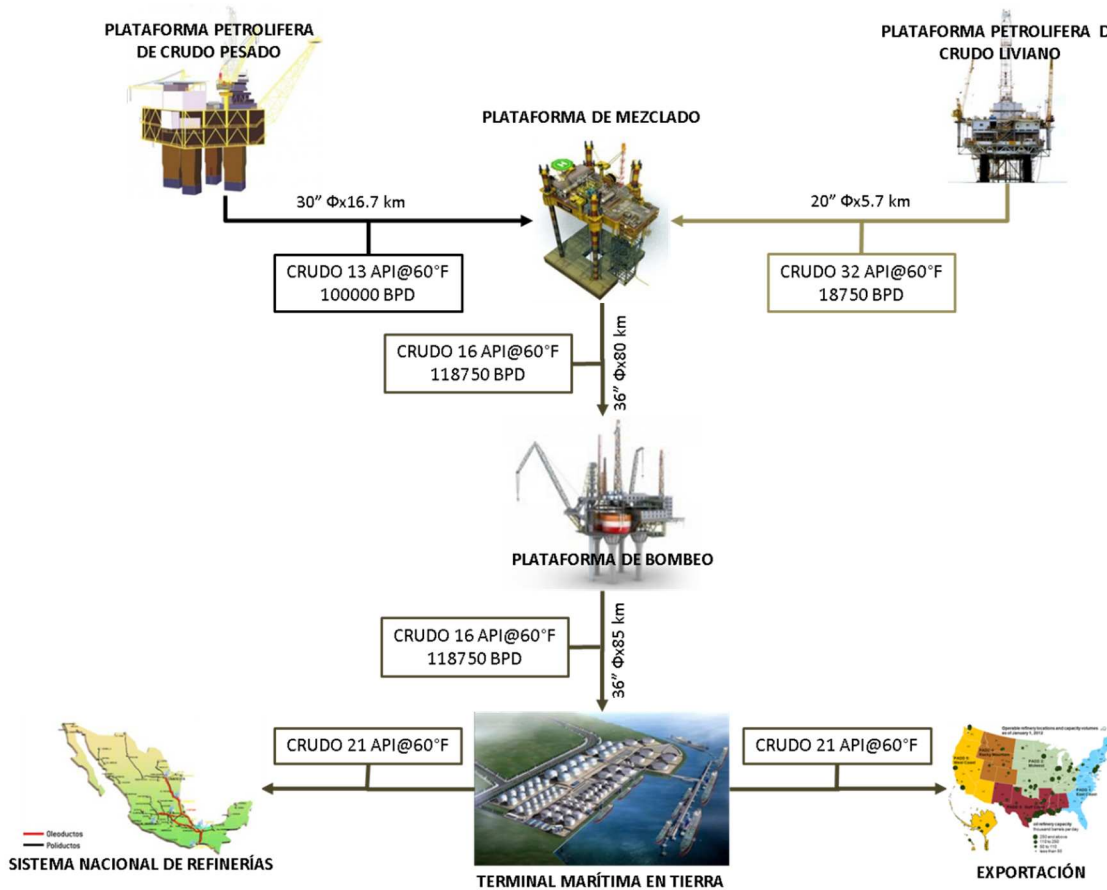 PLATAFORMA PETROLIFERA
DE CRUDO PESADO
PLATAFORMA PETROLIFERA D
CRUDO LIVIANO
PLATAFORMA DE MEZCLADO
30” Φx16.7 km
20” Φx5.7 km
CRUDO 13 API@60°F
100000 BPD
CRUDO 32 API@60°F
18750 BPD
CRUDO 16 API@60°F
118750 BPD
36” Φx80 km
PLATAFORMA DE BOMBEO
CRUDO 16 API@60°F
118750 BPD
36” Φx85 km
CRUDO 21 API@60°F
CRUDO 21 API@60°F
Oleoductos
Poliductos
SISTEMA NACIONAL DE REFINERÍAS
TERMINAL MARÍTIMA EN TIERRA
EXPORTACIÓN